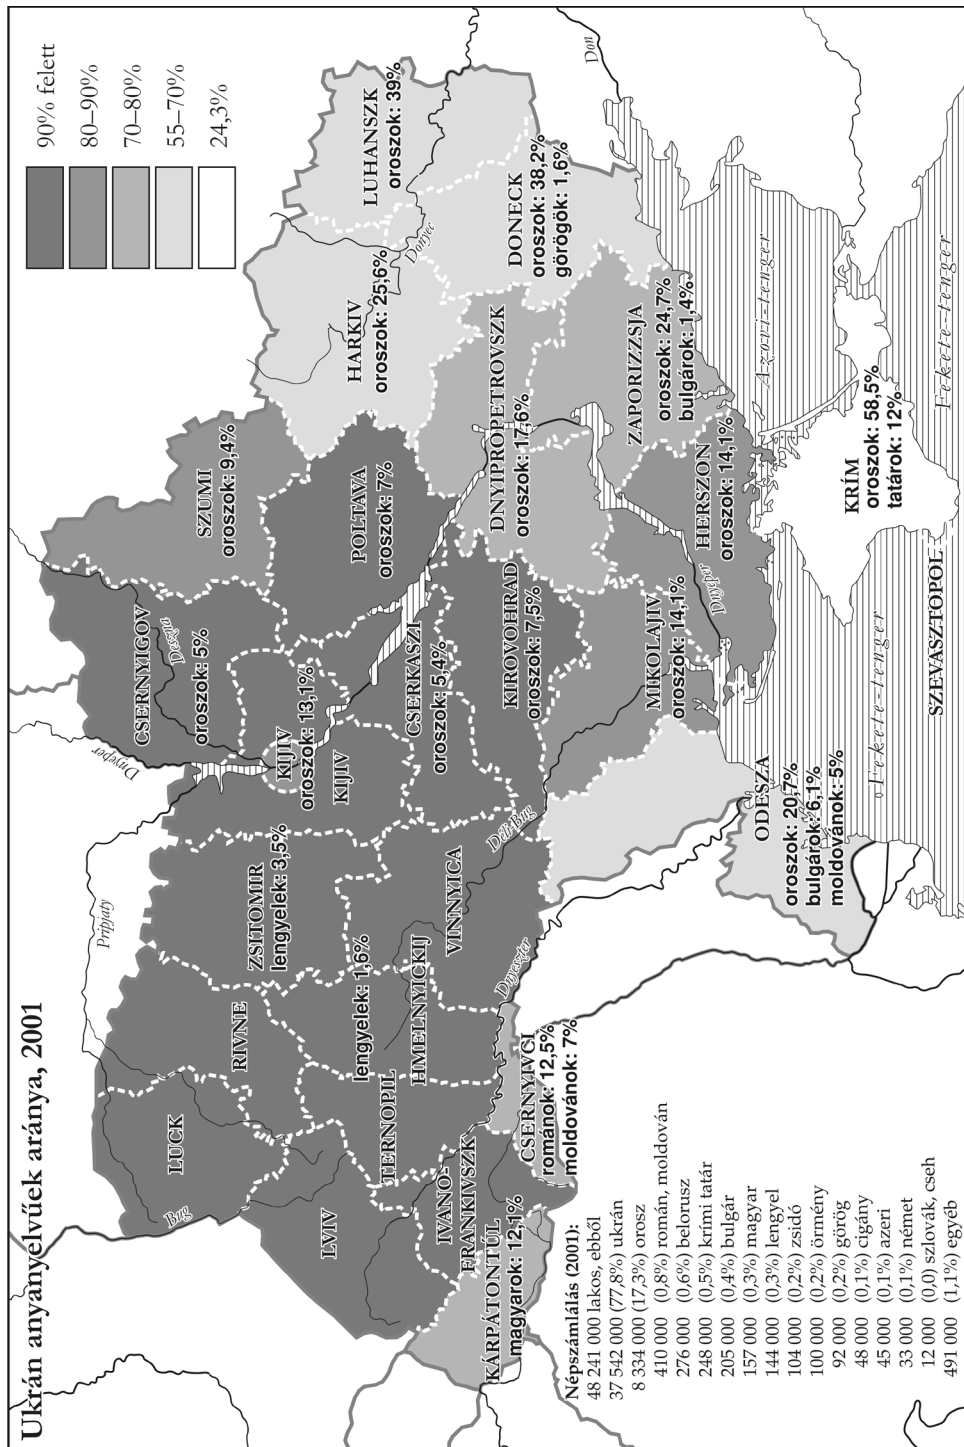 Ukrán anyanyelvűek aránya, 2001
90% felett
80–90%
70–80%
55–70%
24,3%
LUCK
RIVNE
ZSITOMIR
lengyelek: 3,5%
KIJIV
oroszok: 13,1%
KIJIV
CSERNYIGOV
oroszok: 5%
SZUMI
oroszok: 9,4%
HARKIV
oroszok: 25,6%
LUHANSZK
oroszok: 39%
LVIV
TERNOPIL
lengyelek: 1,6%
HMELNYICKIJ
VINNYICA
CSERKASZI
oroszok: 5,4%
POLTAVA
oroszok: 7%
DONECK
oroszok: 38,2%
görögök: 1,6%
IVANO-
FRANKIVSZK
KÁRPÁTONTÚL
magyarok: 12,1%
CSERNYIVCI
románok: 12,5%
moldovánok: 7%
KIROVOHRAD
oroszok: 7,5%
DNYIPROPETROVSZK
oroszok: 17,6%
ZAPORIZZSJA
oroszok: 24,7%
bulgárok: 1,4%
MIKOLAJIV
oroszok: 14,1%
HERSZON
oroszok: 14,1%
ODESZA
oroszok: 20,7%
bulgárok: 6,1%
moldovánok: 5%
KRÍM
oroszok: 58,5%
tatárok: 12%
SZEVASZTOPOL
Bug
Pripjaty
Dnyeper
Deszna
Donyec
Don
Dnyeszter
Déli-Bug
Dnyeper
Azovi-tenger
Fekete-tenger
Fekete-tenger
Népszámlálás (2001):
48 241 000 lakos, ebből
37 542 000 (77,8%) ukrán
8 334 000 (17,3%) orosz
410 000 (0,8%) román, moldován
276 000 (0,6%) belorusz
248 000 (0,5%) krími tatár
205 000 (0,4%) bulgár
157 000 (0,3%) magyar
144 000 (0,3%) lengyel
104 000 (0,2%) zsidó
100 000 (0,2%) örmény
92 000 (0,2%) görög
48 000 (0,1%) cigány
45 000 (0,1%) azeri
33 000 (0,1%) német
12 000 (0,0) szlovák, cseh
491 000 (1,1%) egyéb